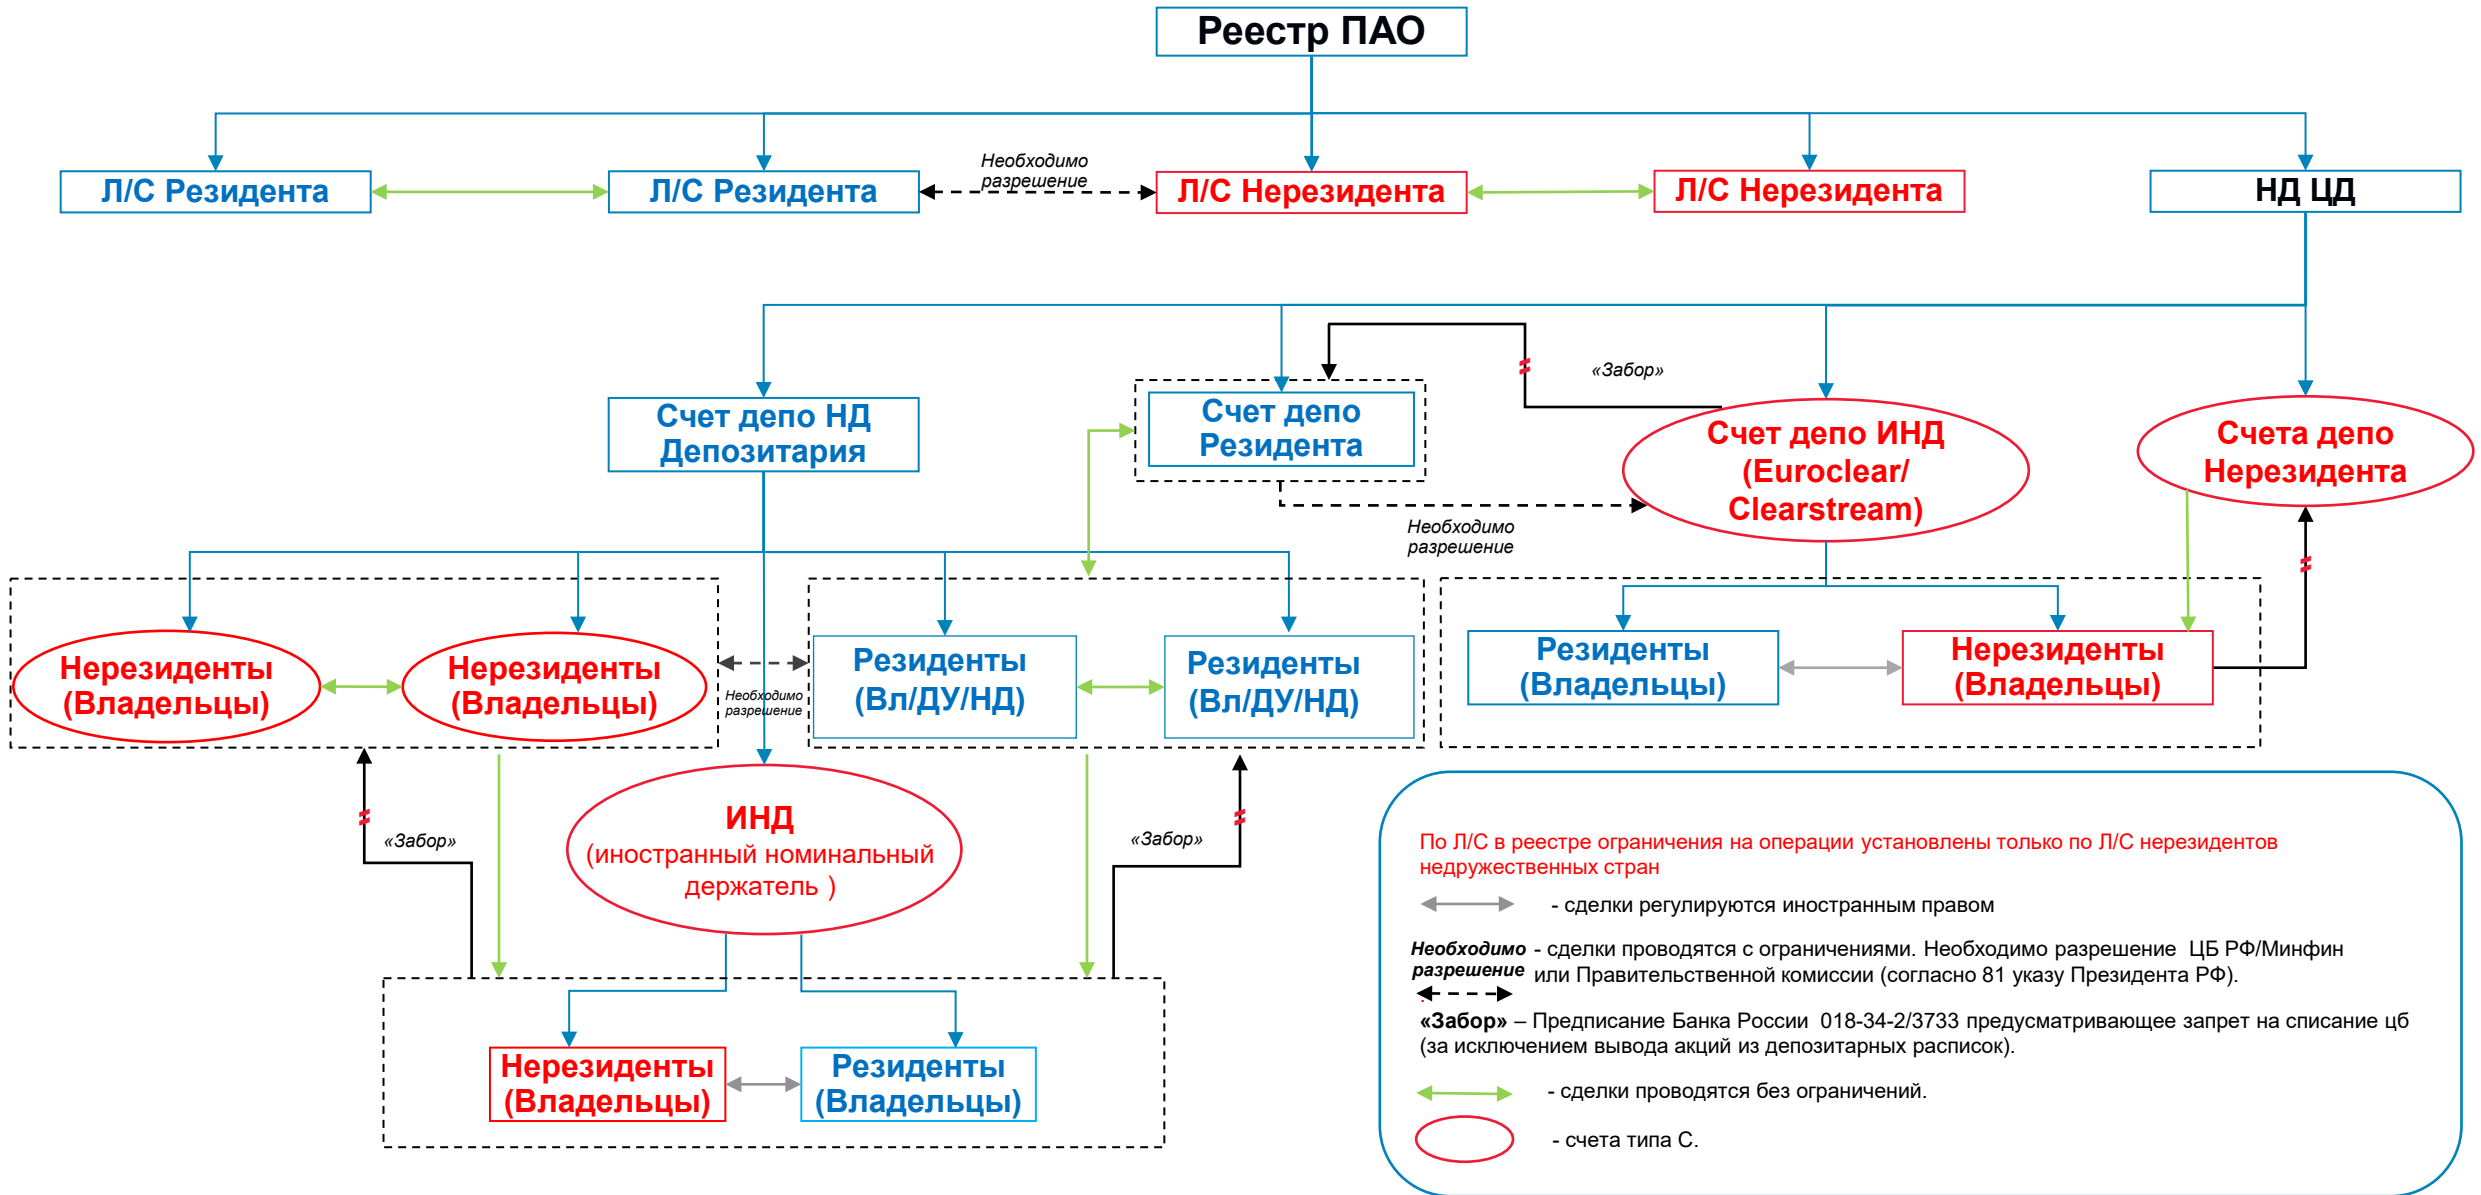 Реестр ПАО
Необходимо
разрешение
Л/С Резидента
Л/С Резидента
Л/С Нерезидента
Л/С Нерезидента
НД ЦД
«Забор»
Счет депо НД
Депозитария
Счет депо
Резидента
Счет депо ИНД
(Euroclear/
Clearstream)
Счета депо
Нерезидента
Необходимо
разрешение
Нерезиденты
(Владельцы)
Нерезиденты
(Владельцы)
Необходимо
разрешение
Резиденты
(Вл/ДУ/НД)
Резиденты
(Вл/ДУ/НД)
Резиденты
(Владельцы)
Нерезиденты
(Владельцы)
«Забор»
ИНД
(иностранный номинальный
держатель )
«Забор»
Нерезиденты
(Владельцы)
Резиденты
(Владельцы)
По Л/С в реестре ограничения на операции установлены только по Л/С нерезидентов
недружественных стран
- сделки регулируются иностранным правом
Необходимо - сделки проводятся с ограничениями. Необходимо разрешение ЦБ РФ/Минфин
разрешение или Правительственной комиссии (согласно 81 указу Президента РФ).
«Забор» – Предписание Банка России 018-34-2/3733 предусматривающее запрет на списание цб
(за исключением вывода акций из депозитарных расписок).
- сделки проводятся без ограничений.
- счета типа С.